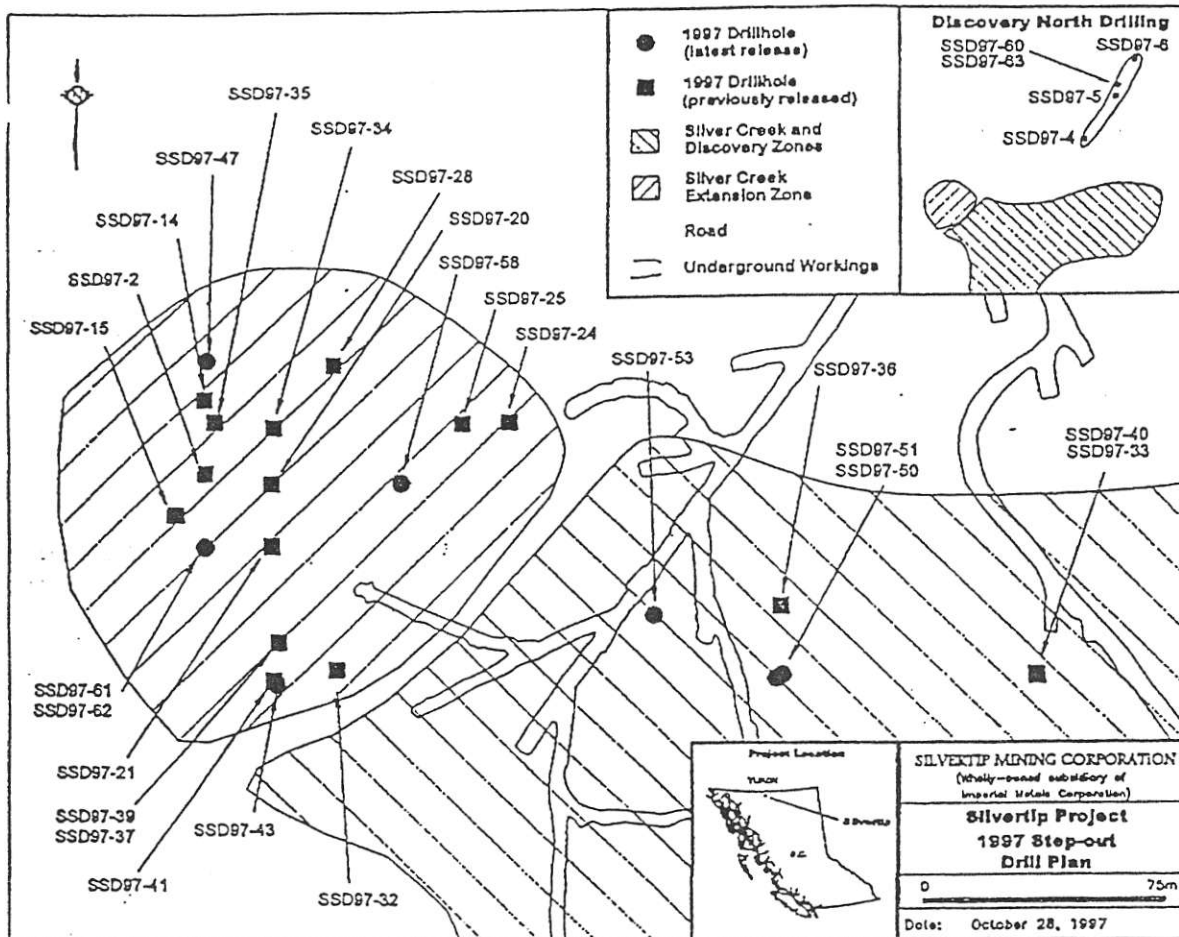 1997 Drillhole
(latest release)
1997 Drillhole
(previously released)
Silver Creek and
Discovery Zones
Silver Creek
Extension Zone
Road
Underground Workings
Discovery North Drilling
SSD97-60
SSD97-63
SSD97-6
SSD97-5
SSD97-4
SSD97-35
SSD97-34
SSD97-47
SSD97-28
SSD97-14
SSD97-20
SSD97-2
SSD97-58
SSD97-15
SSD97-25
SSD97-24
SSD97-53
SSD97-36
SSD97-51
SSD97-50
SSD97-40
SSD97-33
SSD97-61
SSD97-62
SSD97-21
SSD97-39
SSD97-37
SSD97-43
SSD97-41
SSD97-32
Project Location
YUKON
Silvertip
B.C.
SILVERTIP MINING CORPORATION
(Wholly-owned subsidiary of
Imperial Metals Corporation)
Silvertip Project
1997 Step-out
Drill Plan
0 75m
Date: October 28, 1997